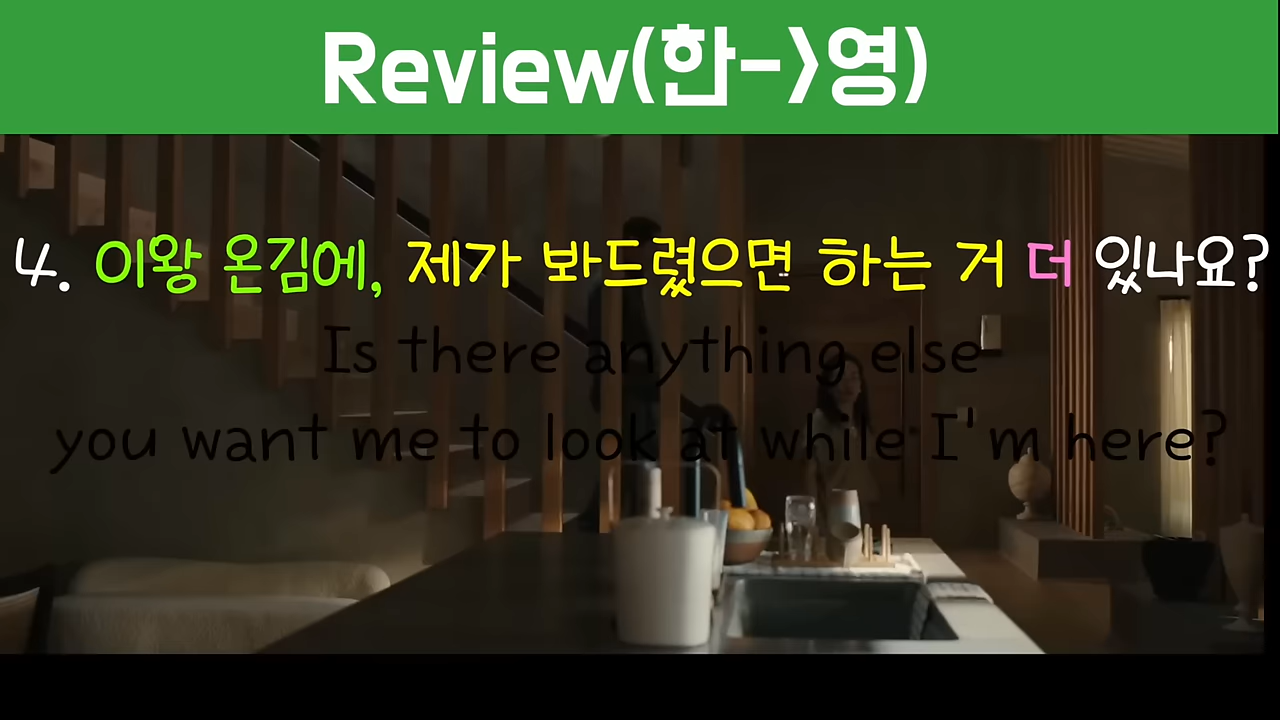 Review(한->영)
4. 이왕 온김에, 제가 봐드렸으면 하는 거 더 있나요?
Is there anything else
you want me to look at while I'm here?